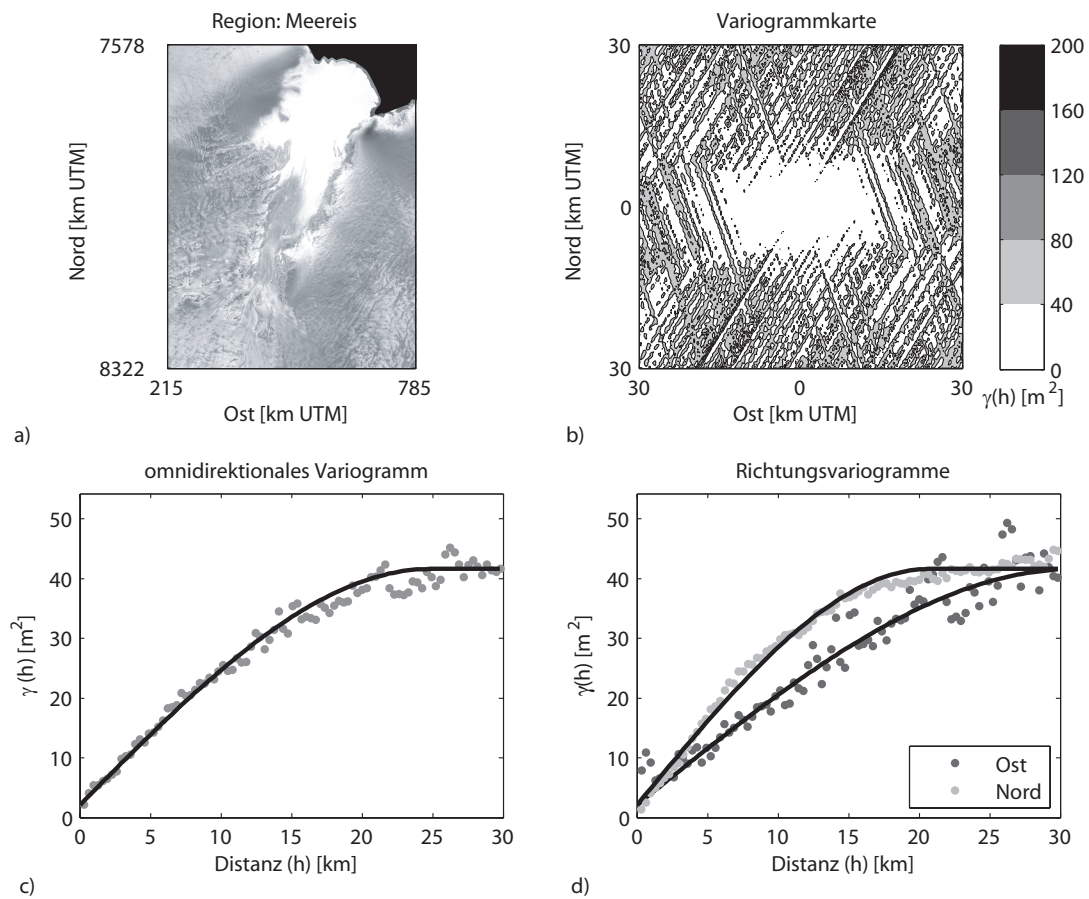 Region: Meereis
7578
8322
Nord [km UTM]
215
785
Ost [km UTM]
a)
Variogrammkarte
30
0
30
Nord [km UTM]
30
0
30
Ost [km UTM]
200
160
120
80
40
0
γ(h) [m²]
b)
omnidirektionales Variogramm
50
40
30
20
10
0
γ (h) [m²]
0
5
10
15
20
25
30
Distanz (h) [km]
c)
Richtungsvariogramme
50
40
30
20
10
0
γ(h) [m²]
Ost
Nord
0
5
10
15
20
25
30
Distanz (h) [km]
d)